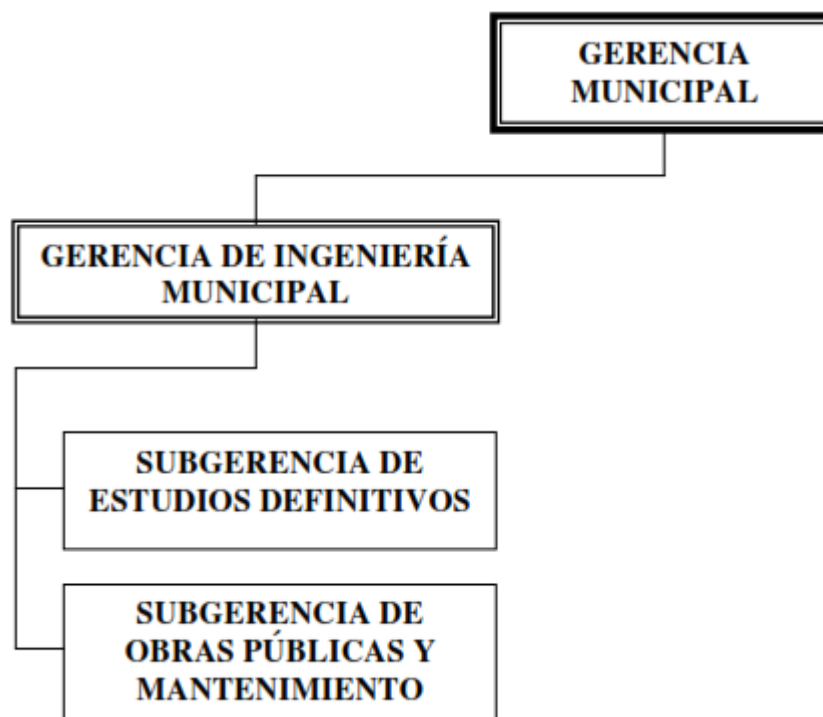 GERENCIA
MUNICIPAL
GERENCIA DE INGENIERÍA
MUNICIPAL
SUBGERENCIA DE
ESTUDIOS DEFINITIVOS
SUBGERENCIA DE
OBRAS PÚBLICAS Y
MANTENIMIENTO